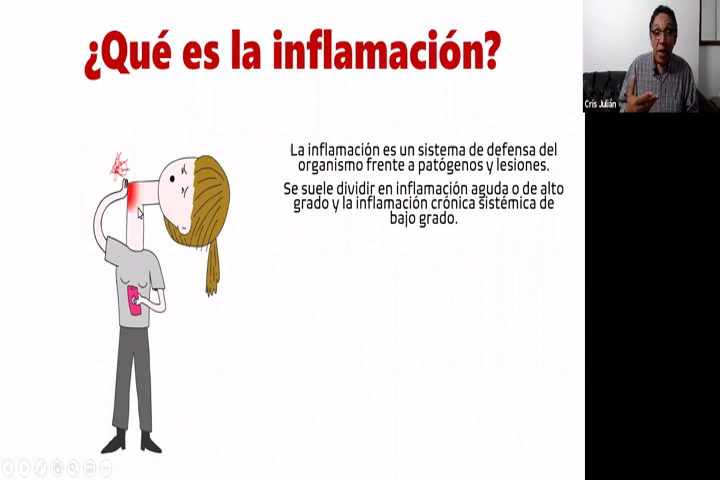 ¿Qué es la inflamación?
Cris Julián
La inflamación es un sistema de defensa del
organismo frente a patógenos y lesiones.
Se suele dividir en inflamación aguda o de alto
grado y la inflamación crónica sistémica de
bajo grado.